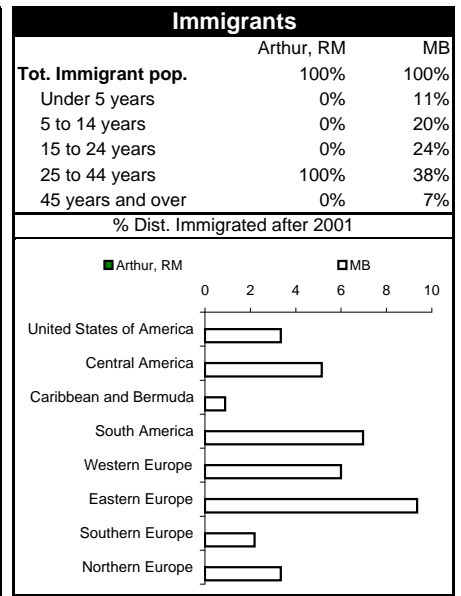 Immigrants
Arthur, RM MB
Tot. Immigrant pop. 100% 100%
Under 5 years 0% 11%
5 to 14 years 0% 20%
15 to 24 years 0% 24%
25 to 44 years 100% 38%
45 years and over 0% 7%
% Dist. Immigrated after 2001
Arthur, RM MB
0 2 4 6 8 10
United States of America
Central America
Caribbean and Bermuda
South America
Western Europe
Eastern Europe
Southern Europe
Northern Europe